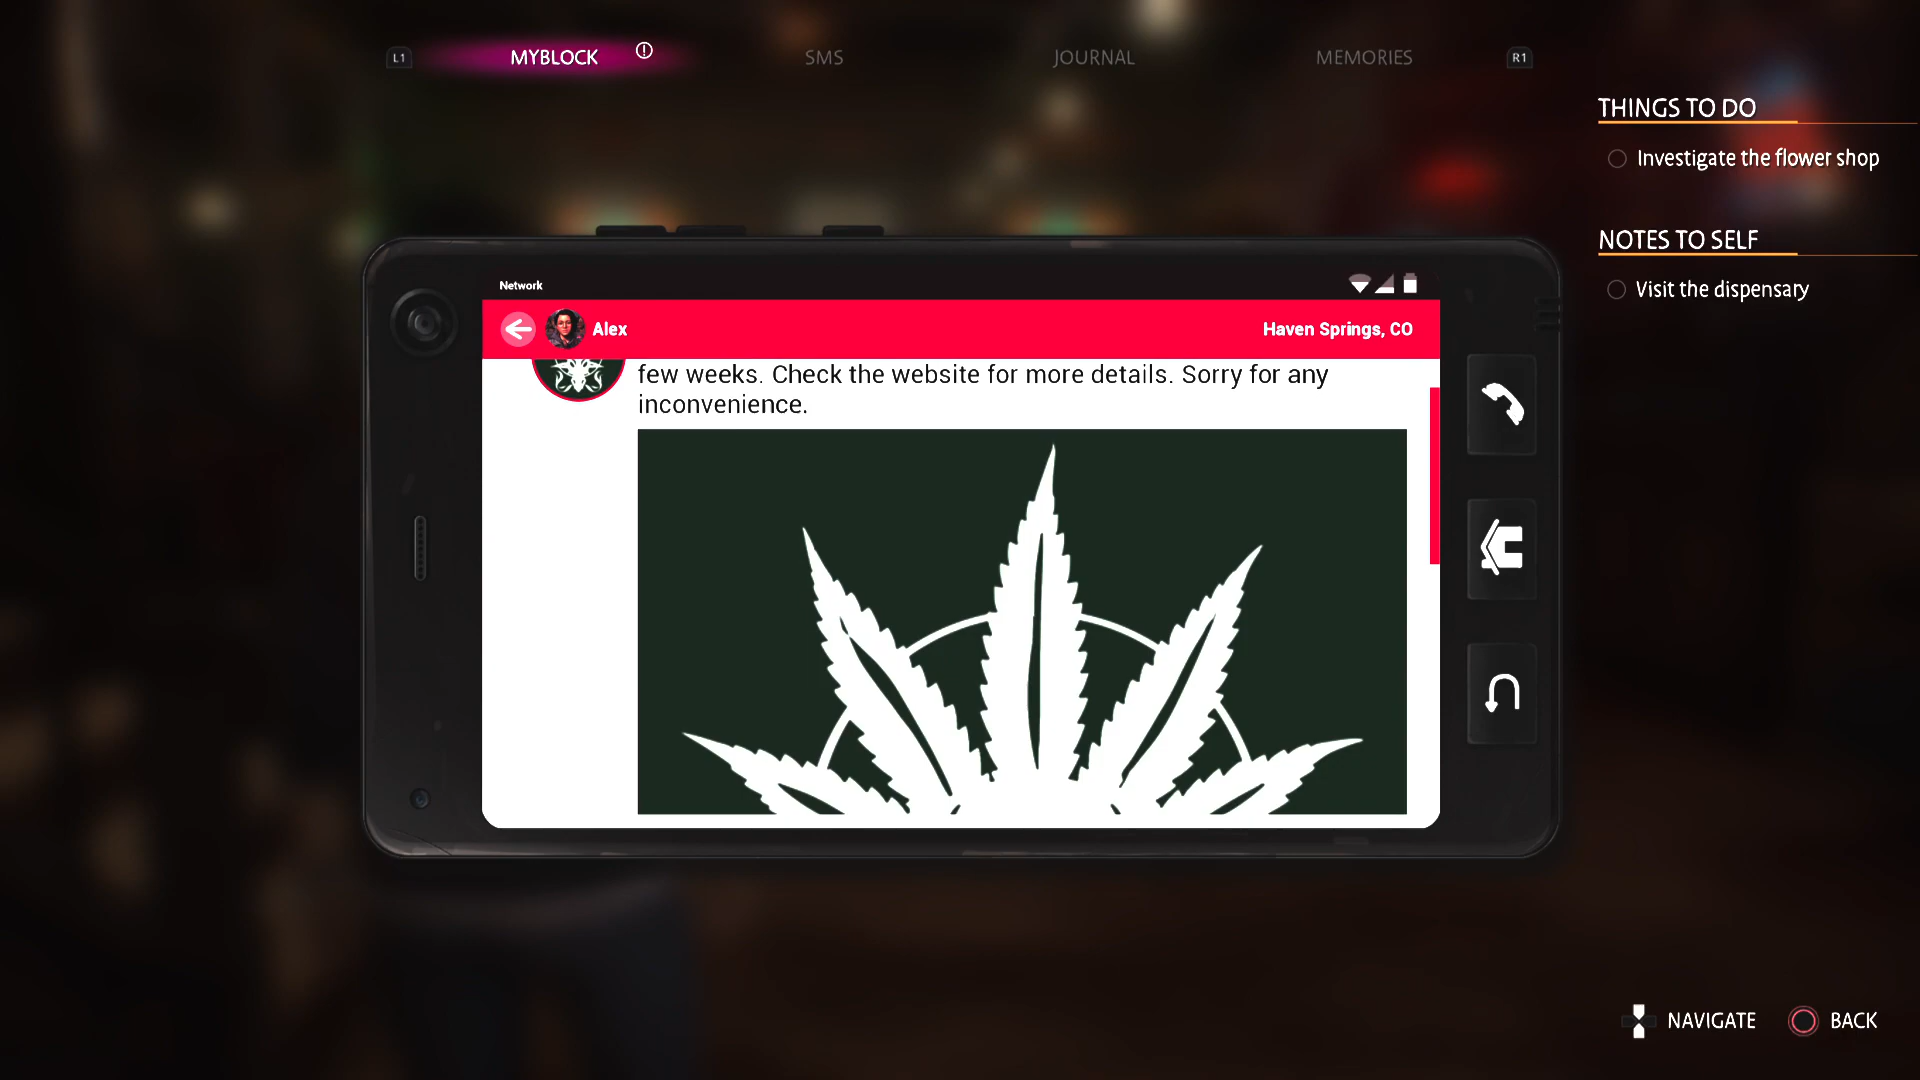 L1
MYBLOCK
SMS
JOURNAL
MEMORIES
R1
THINGS TO DO
Investigate the flower shop
NOTES TO SELF
Visit the dispensary
Network
Alex
Haven Springs, CO
few weeks. Check the website for more details. Sorry for any
inconvenience.
NAVIGATE
BACK